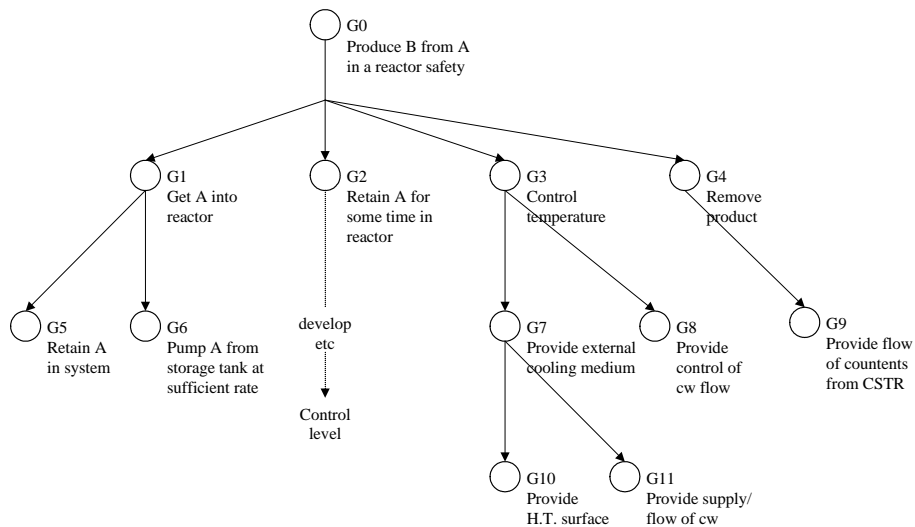 G0
Produce B from A
in a reactor safety
G1
Get A into
reactor
G2
Retain A for
some time in
reactor
G3
Control
temperature
G4
Remove
product
G5
Retain A
in system
G6
Pump A from
storage tank at
sufficient rate
develop
etc
Control
level
G7
Provide external
cooling medium
G8
Provide
control of
cw flow
G9
Provide flow
of countents
from CSTR
G10
Provide
H.T. surface
G11
Provide supply/
flow of cw